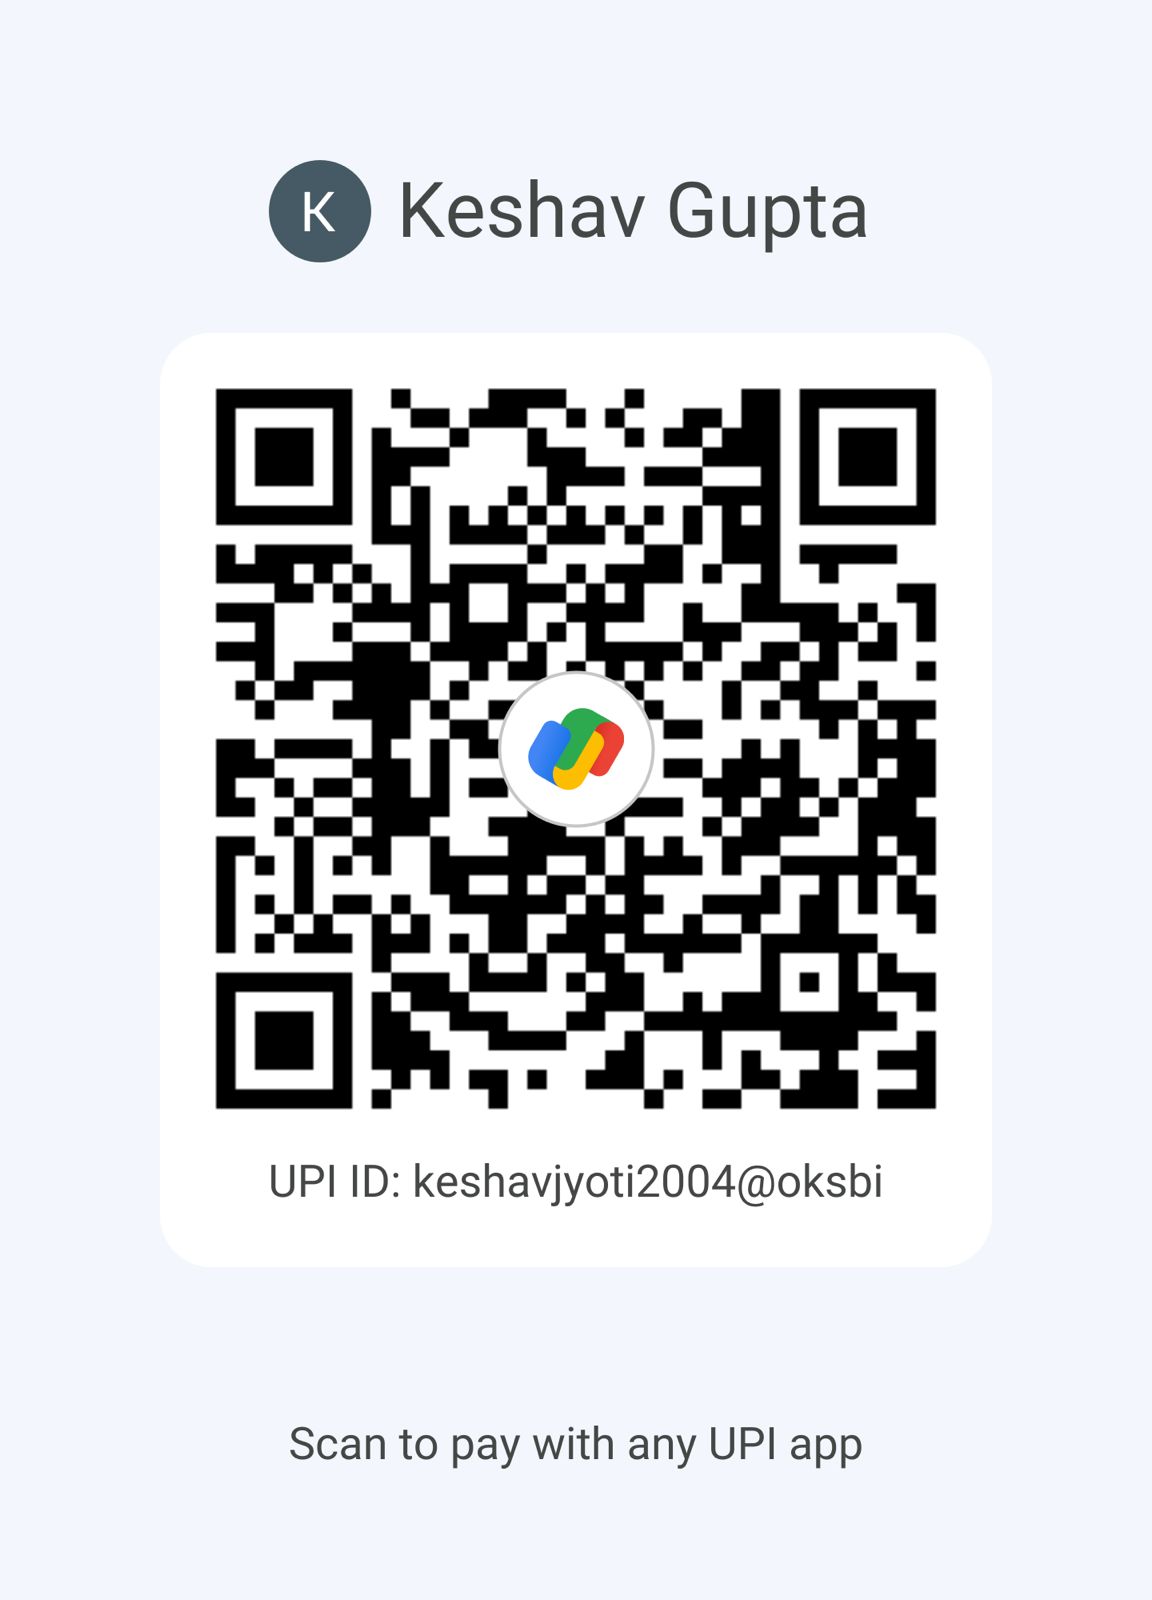 K Keshav Gupta
UPI ID: keshavjyoti2004@oksbi
Scan to pay with any UPI app